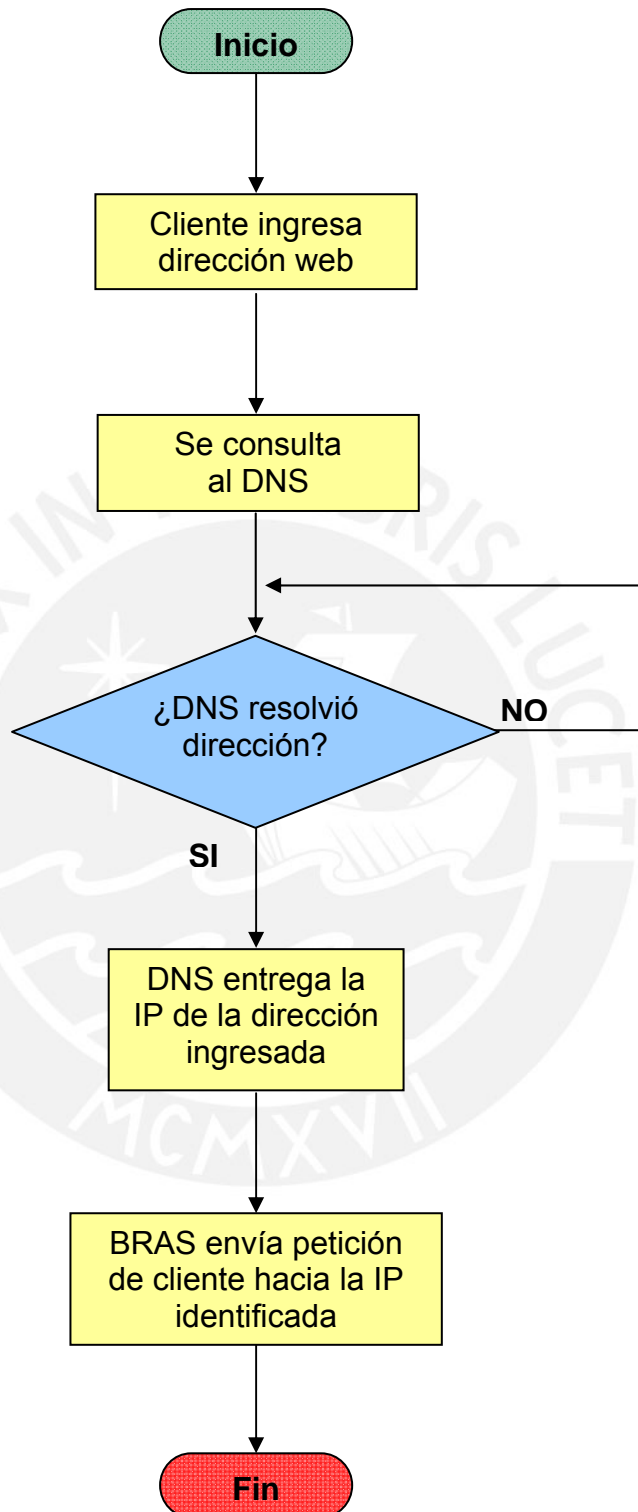 Inicio
Cliente ingresa
dirección web
Se consulta
al DNS
¿DNS resolvió
dirección?
NO
SI
DNS entrega la
IP de la dirección
ingresada
BRAS envía petición
de cliente hacia la IP
identificada
Fin
MCMXVII